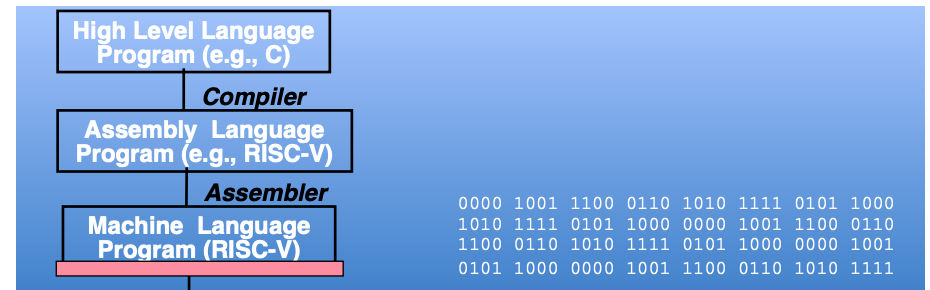 High Level Language
Program (e.g., C)
Compiler
Assembly Language
Program (e.g., RISC-V)
Assembler
Machine Language
Program (RISC-V)
0000 1001 1100 0110 1010 1111 0101 1000
1010 1111 0101 1000 0000 1001 1100 0110
1100 0110 1010 1111 0101 1000 0000 1001
0101 1000 0000 1001 1100 0110 1010 1111